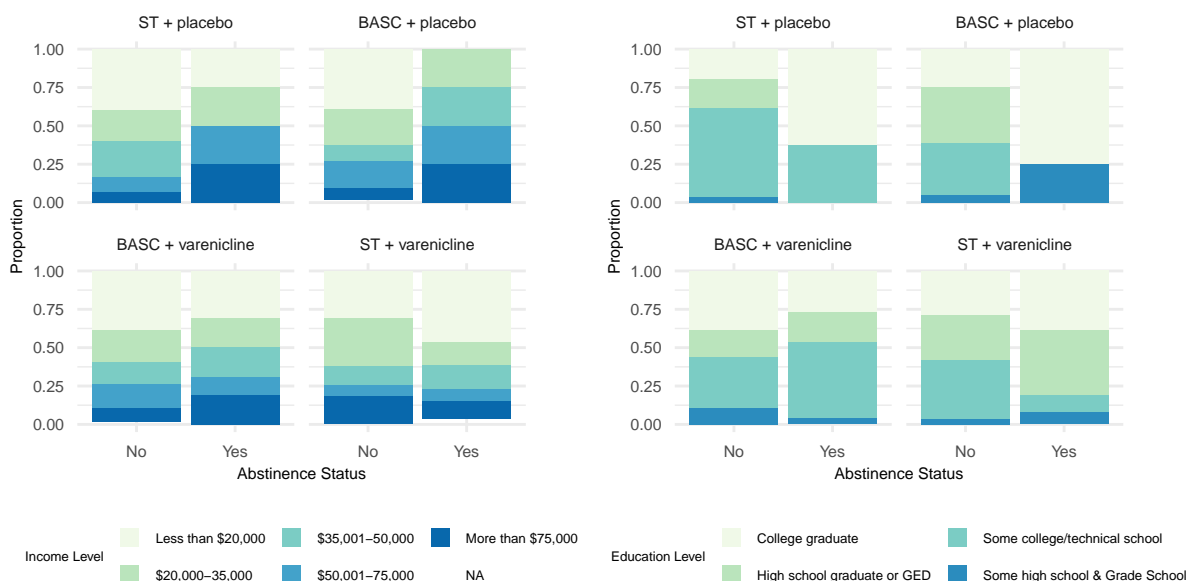 ST + placebo
BASC + placebo
1.00
0.75
0.50
0.25
0.00
BASC + varenicline
ST + varenicline
1.00
0.75
0.50
0.25
0.00
No
Yes
No
Yes
Proportion
Abstinence Status
Income Level
Less than $20,000
$35,001–50,000
More than $75,000
$20,000–35,000
$50,001–75,000
NA
ST + placebo
BASC + placebo
1.00
0.75
0.50
0.25
0.00
BASC + varenicline
ST + varenicline
1.00
0.75
0.50
0.25
0.00
No
Yes
No
Yes
Proportion
Abstinence Status
Education Level
College graduate
Some college/technical school
High school graduate or GED
Some high school & Grade School